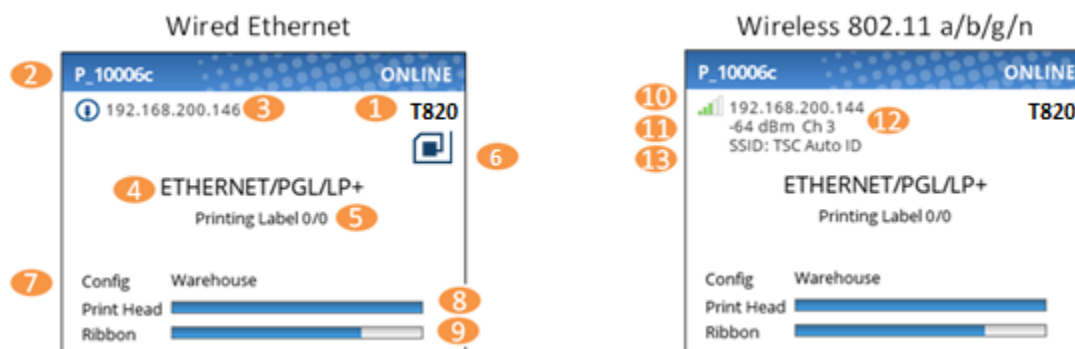 Wired Ethernet
2 P_10006c ONLINE
192.168.200.146 3 1 T820
6
4 ETHERNET/PGL/LP+
Printing Label 0/0 5
7 Config Warehouse
Print Head 8
Ribbon 9
Wireless 802.11 a/b/g/n
P_10006c ONLINE
10 192.168.200.144 T820
11 -64 dBm Ch 3 12
13 SSID: TSC Auto ID
ETHERNET/PGL/LP+
Printing Label 0/0
Config Warehouse
Print Head
Ribbon